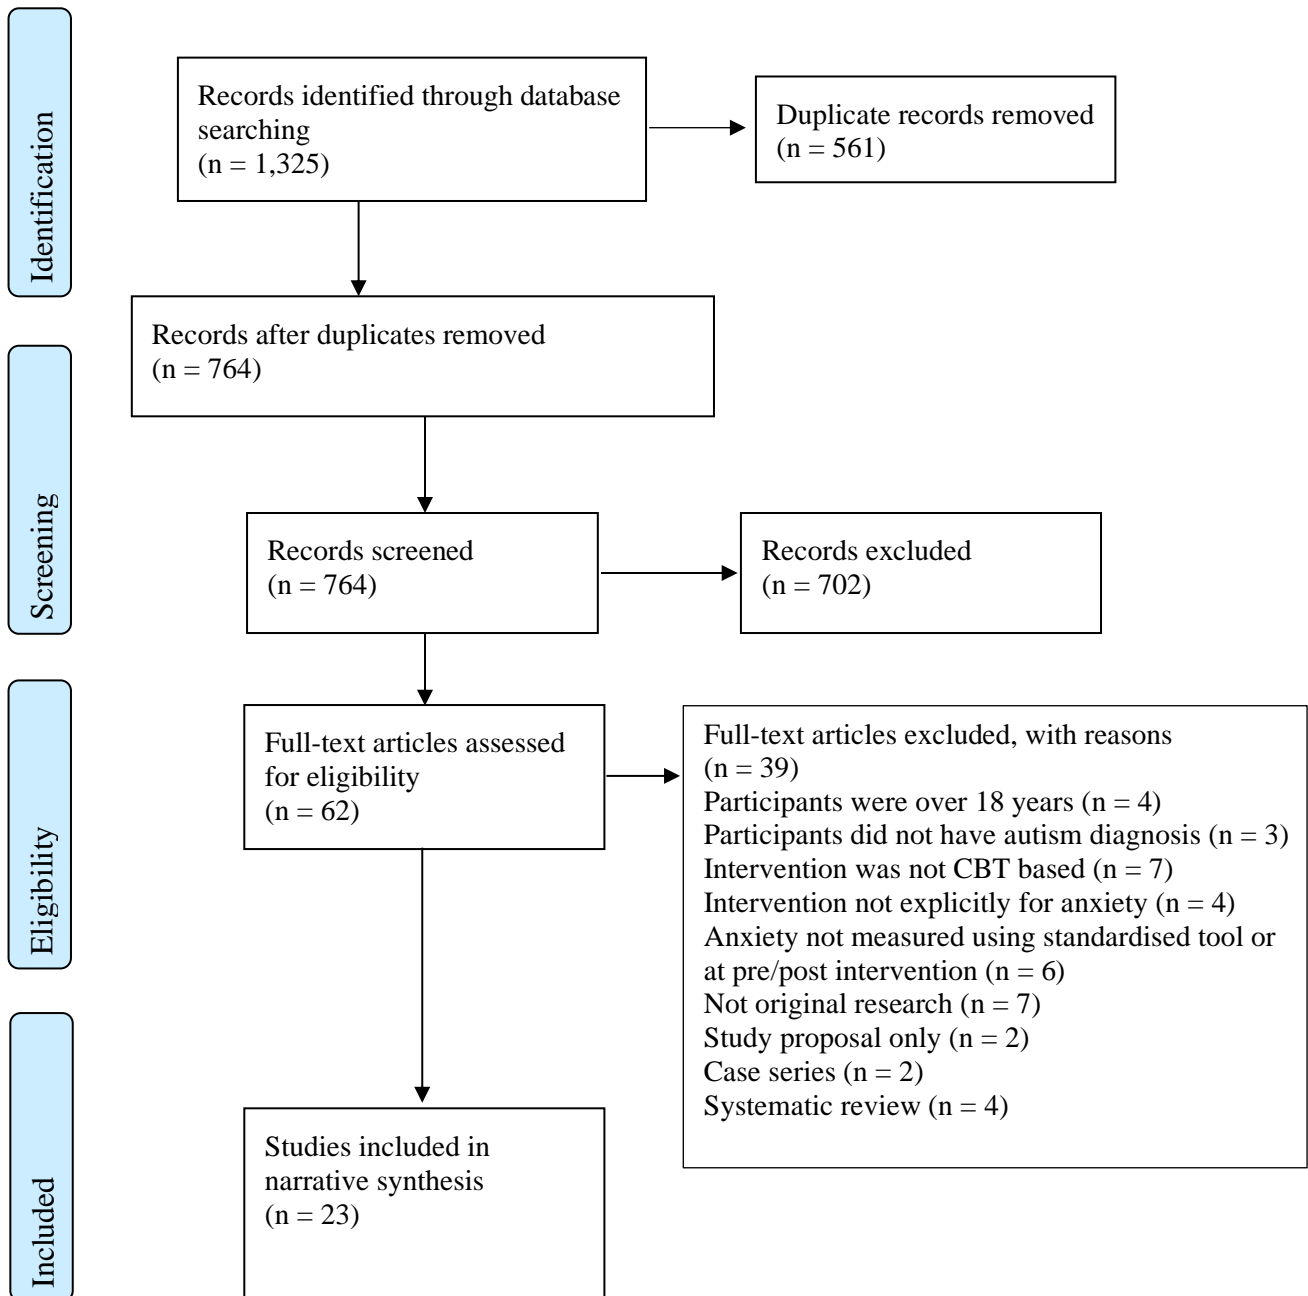 Identification
Records identified through database
searching
(n = 1,325)
Duplicate records removed
(n = 561)
Records after duplicates removed
(n = 764)
Screening
Records screened
(n = 764)
Records excluded
(n = 702)
Eligibility
Full-text articles assessed
for eligibility
(n = 62)
Full-text articles excluded, with reasons
(n = 39)
Participants were over 18 years (n = 4)
Participants did not have autism diagnosis (n = 3)
Intervention was not CBT based (n = 7)
Intervention not explicitly for anxiety (n = 4)
Anxiety not measured using standardised tool or
at pre/post intervention (n = 6)
Not original research (n = 7)
Study proposal only (n = 2)
Case series (n = 2)
Systematic review (n = 4)
Included
Studies included in
narrative synthesis
(n = 23)